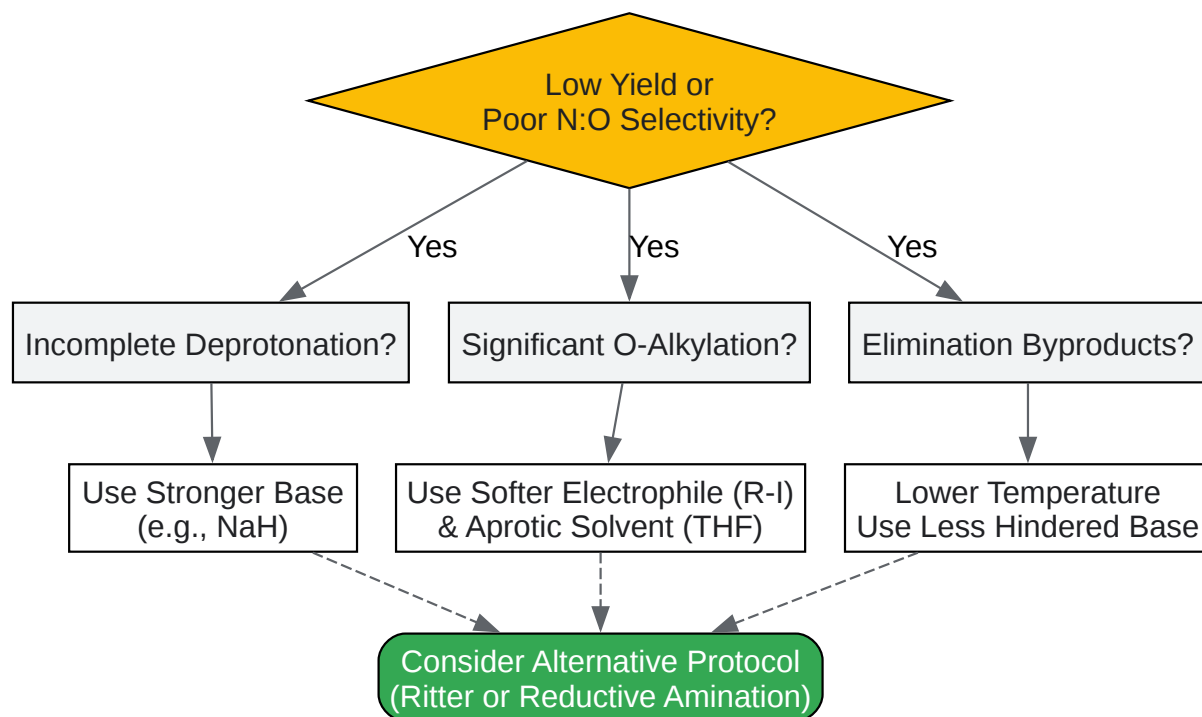 Low Yield or
Poor N:O Selectivity?
Yes
Yes
Yes
Incomplete Deprotonation?
Significant O-Alkylation?
Elimination Byproducts?
Use Stronger Base
(e.g., NaH)
Use Softer Electrophile (R-I)
& Aprotic Solvent (THF)
Lower Temperature
Use Less Hindered Base
Consider Alternative Protocol
(Ritter or Reductive Amination)